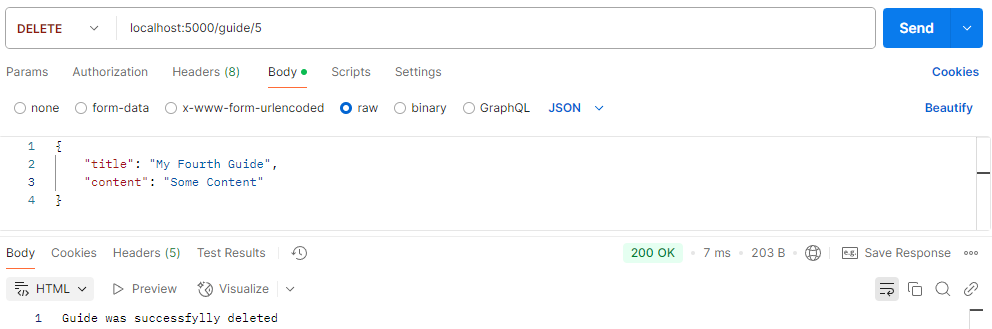 DELETE localhost:5000/guide/5 Send
Params Authorization Headers (8) Body Scripts Settings Cookies
none form-data x-www-form-urlencoded raw binary GraphQL JSON Beautify
1 {
2 "title": "My Fourth Guide",
3 "content": "Some Content"
4 }
Body Cookies Headers (5) Test Results 200 OK • 7 ms • 203 B • e.g. Save Response
HTML Preview Visualize
1 Guide was successfylly deleted